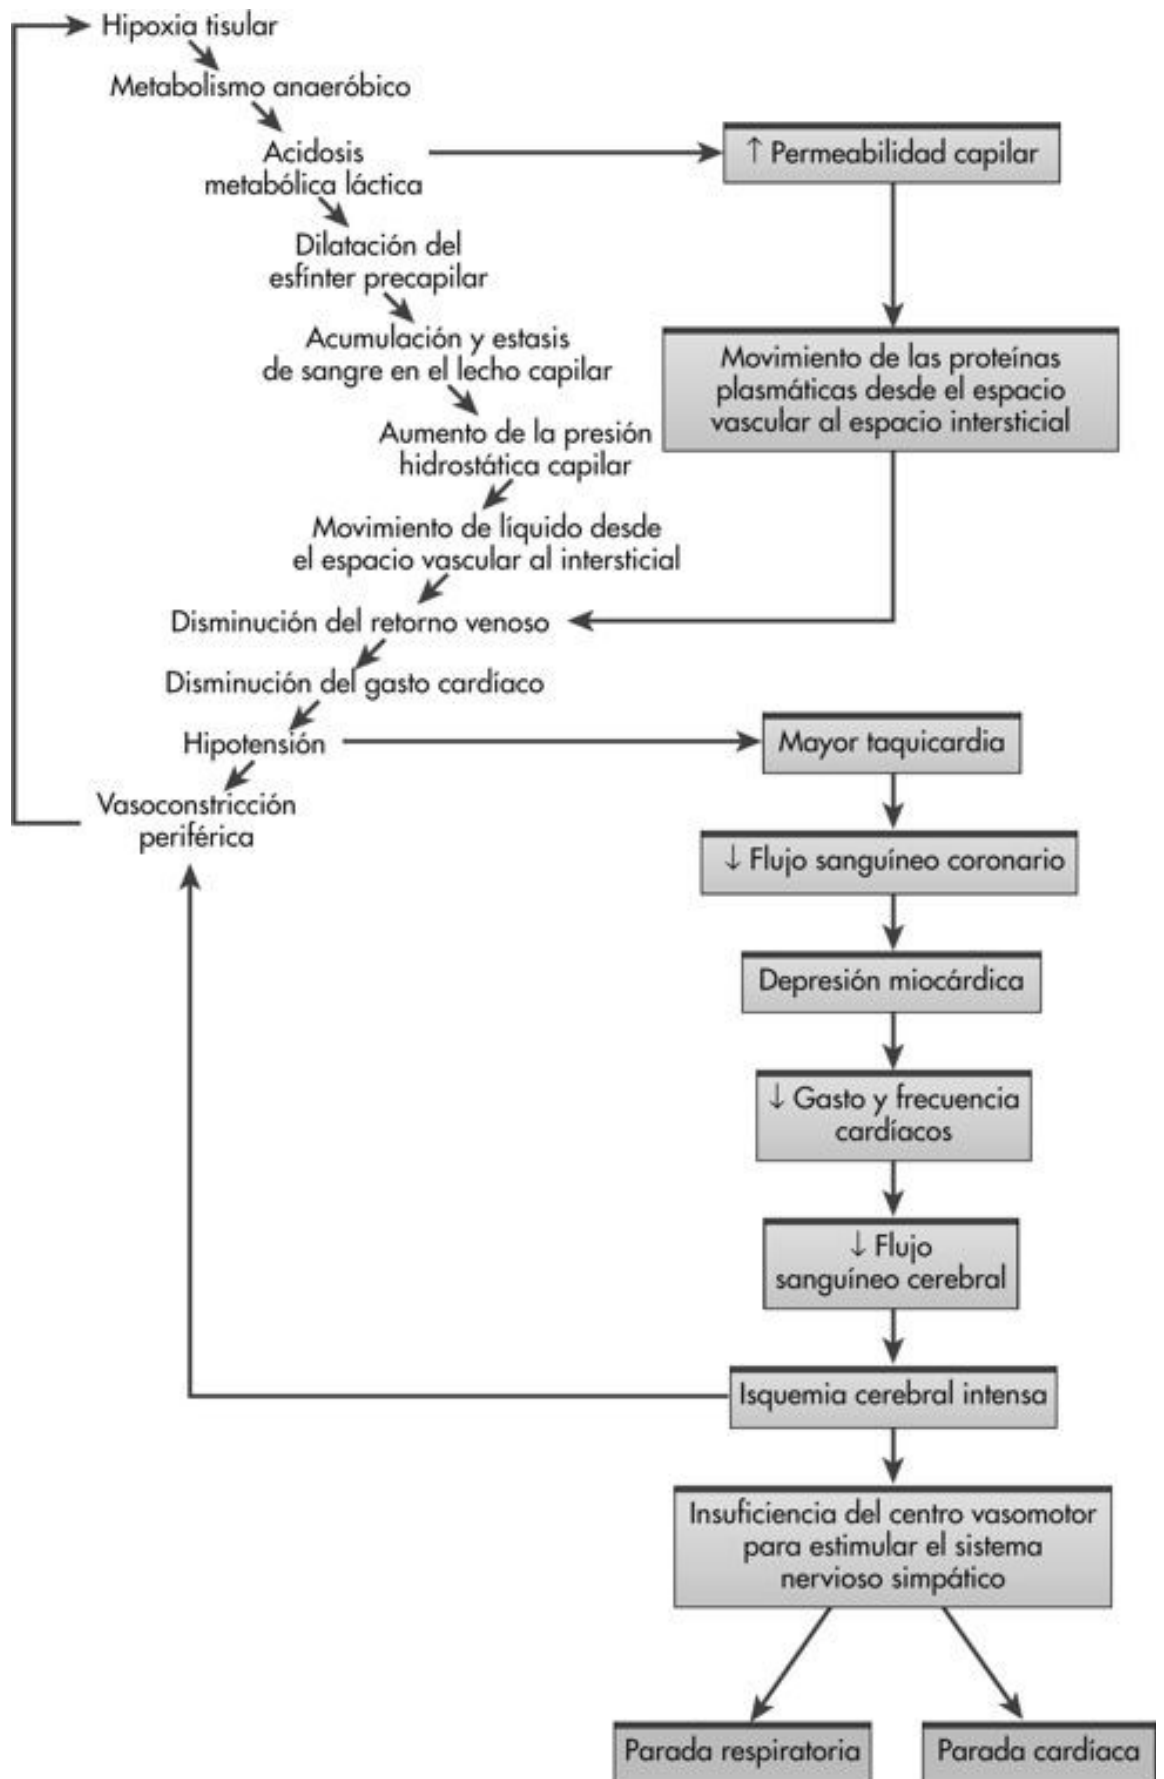 Hipoxia tisular
Metabolismo anaeróbico
Acidosis
metabólica láctica
↑ Permeabilidad capilar
Dilatación del
esfínter precapilar
Acumulación y estasis
de sangre en el lecho capilar
Movimiento de las proteínas
plasmáticas desde el espacio
vascular al espacio intersticial
Aumento de la presión
hidrostática capilar
Movimiento de líquido desde
el espacio vascular al intersticial
Disminución del retorno venoso
Disminución del gasto cardíaco
Hipotensión
Mayor taquicardia
Vasoconstricción
periférica
↓ Flujo sanguíneo coronario
Depresión miocárdica
↓ Gasto y frecuencia
cardíacos
↓ Flujo
sanguíneo cerebral
Isquemia cerebral intensa
Insuficiencia del centro vasomotor
para estimular el sistema
nervioso simpático
Parada respiratoria
Parada cardíaca